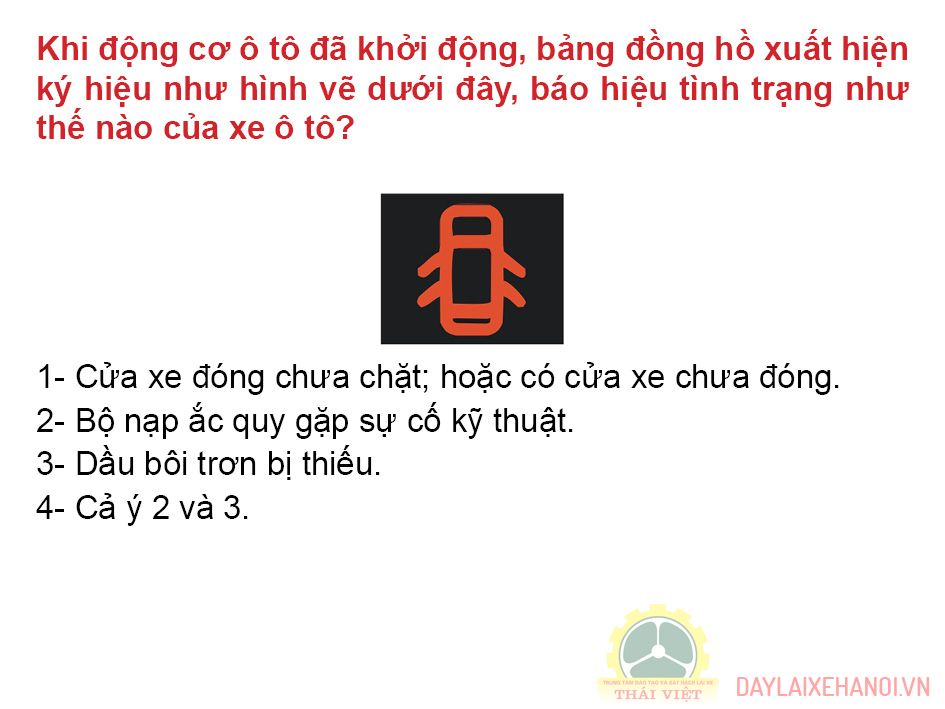 Khi động cơ ô tô đã khởi động, bảng đồng hồ xuất hiện
ký hiệu như hình vẽ dưới đây, báo hiệu tình trạng như
thế nào của xe ô tô?
1- Cửa xe đóng chưa chặt; hoặc có cửa xe chưa đóng.
2- Bộ nạp ắc quy gặp sự cố kỹ thuật.
3- Dầu bôi trơn bị thiếu.
4- Cả ý 2 và 3.
TRUNG TÂM ĐÀO TẠO VÀ SÁT HẠCH LÁI XE
THÁI VIỆT
DAYLAIXEHANOI.VN